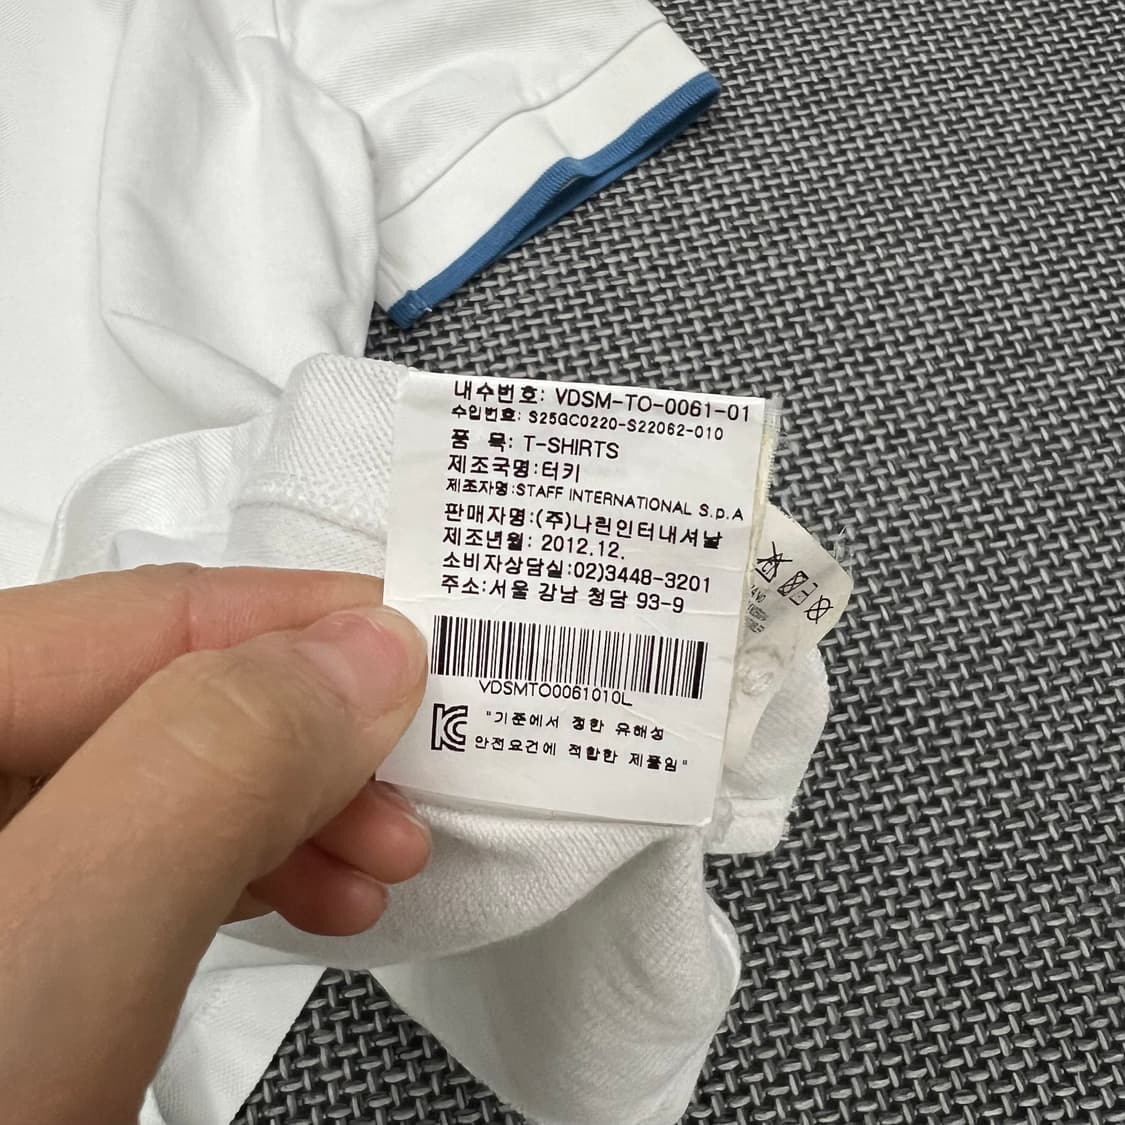 내수번호: VDSM-TO-0061-01
수입번호: S25GC0220-S22062-010
품 목: T-SHIRTS
제조국명:터키
제조자명:STAFF INTERNATIONAL S.p.A
판매자명:(주)나린인터내셔날
제조년월: 2012.12.
소비자상담실:02)3448-3201
주소:서울 강남 청담 93-9
VDSMTO0061010L
"기준에서 정한 유해성
안전요건에 적합한 제품임"